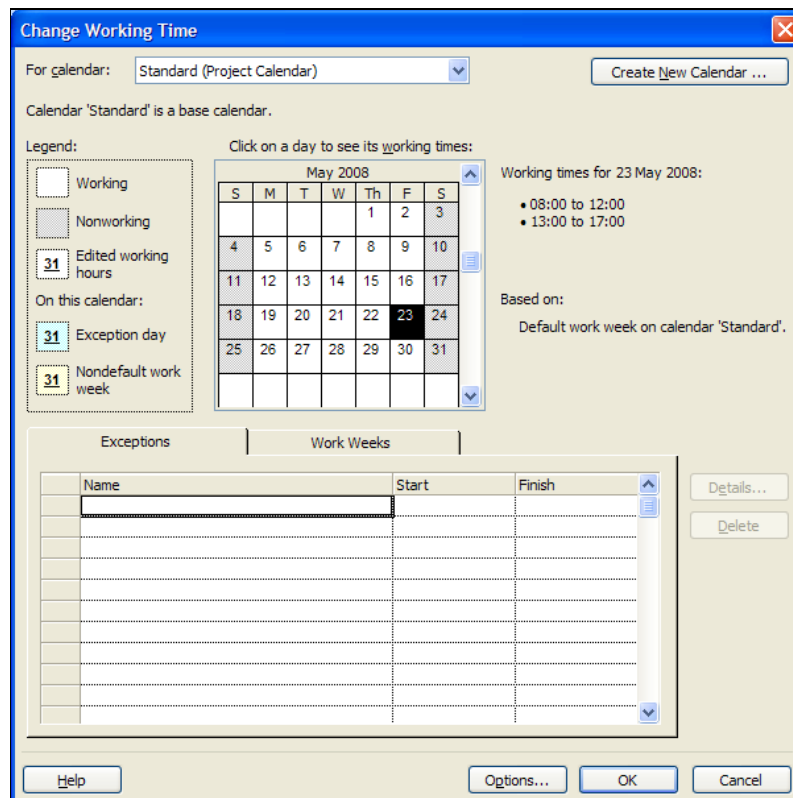 Change Working Time
For calendar: Standard (Project Calendar) Create New Calendar ...
Calendar 'Standard' is a base calendar.
Legend:
Working
Nonworking
31 Edited working
hours
On this calendar:
31 Exception day
31 Nondefault work
week
Click on a day to see its working times:
May 2008
S M T W Th F S
1 2 3
4 5 6 7 8 9 10
11 12 13 14 15 16 17
18 19 20 21 22 23 24
25 26 27 28 29 30 31
Working times for 23 May 2008:
• 08:00 to 12:00
• 13:00 to 17:00
Based on:
Default work week on calendar 'Standard'.
Exceptions Work Weeks
Name Start Finish
Details...
Delete
Help Options... OK Cancel